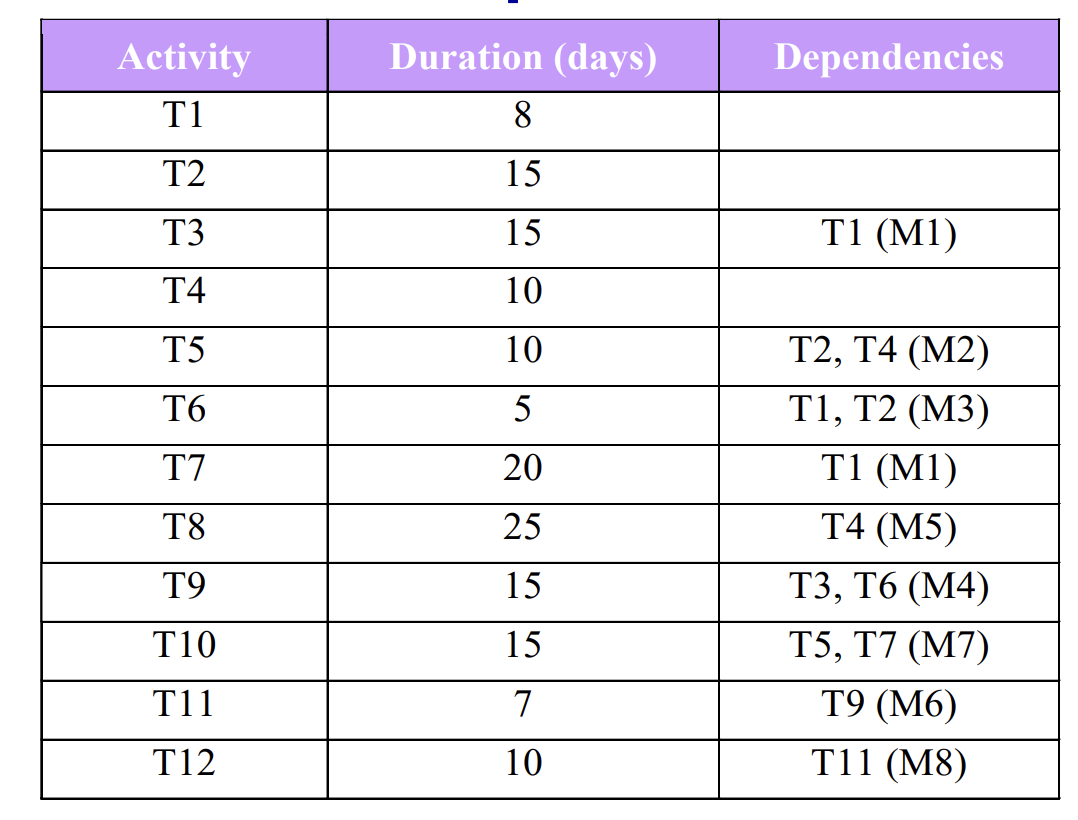 Activity Duration (days) Dependencies
T1 8
T2 15
T3 15 T1 (M1)
T4 10
T5 10 T2, T4 (M2)
T6 5 T1, T2 (M3)
T7 20 T1 (M1)
T8 25 T4 (M5)
T9 15 T3, T6 (M4)
T10 15 T5, T7 (M7)
T11 7 T9 (M6)
T12 10 T11 (M8)